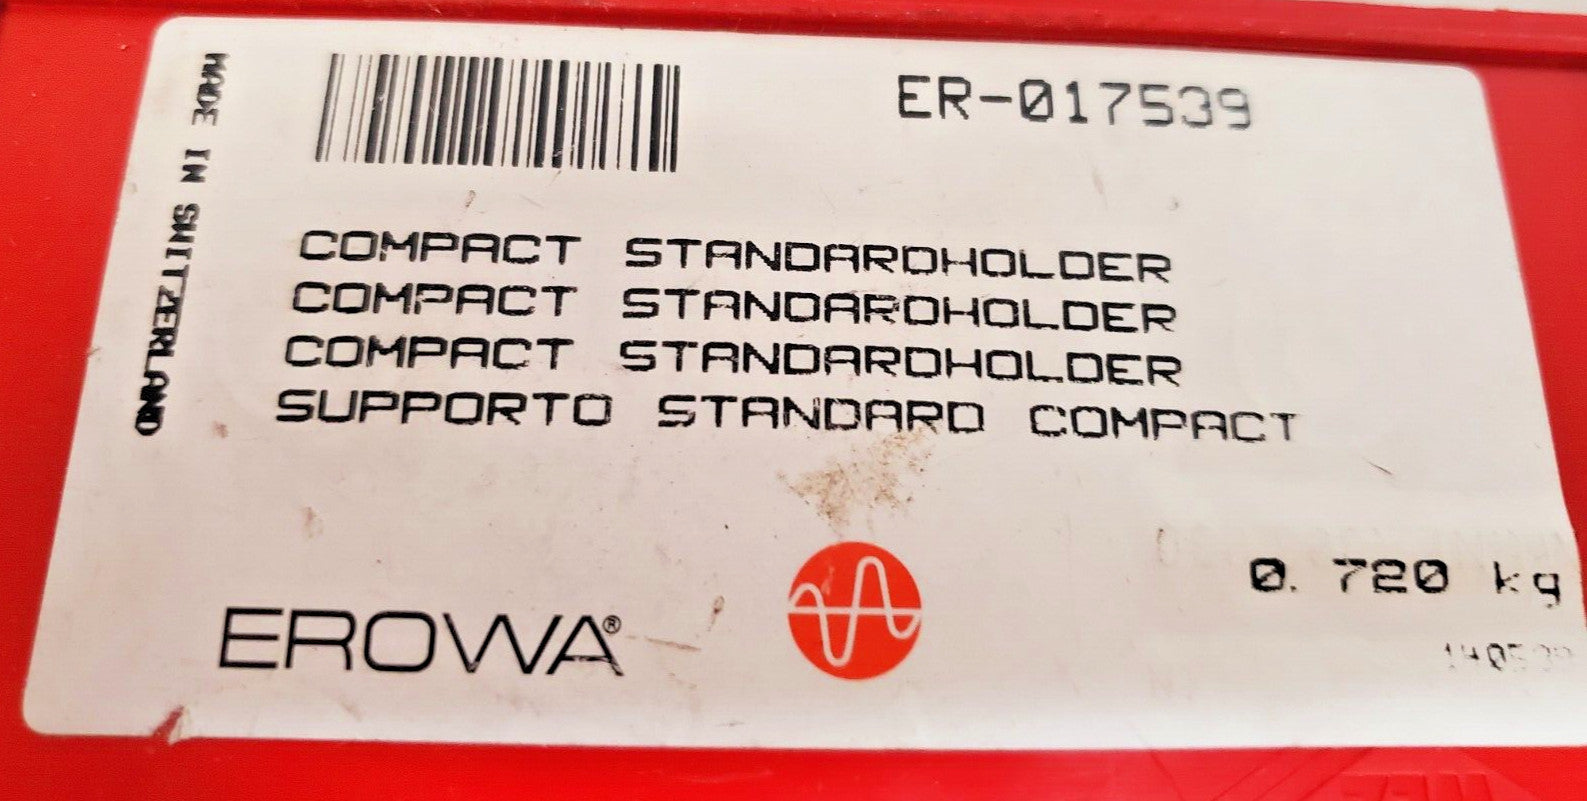 MADE IN SWITZERLAND
ER-017539
COMPACT STANDARDHOLDER
COMPACT STANDARDHOLDER
COMPACT STANDARDHOLDER
SUPPORTO STANDARD COMPACT
0.720 kg
EROWA®